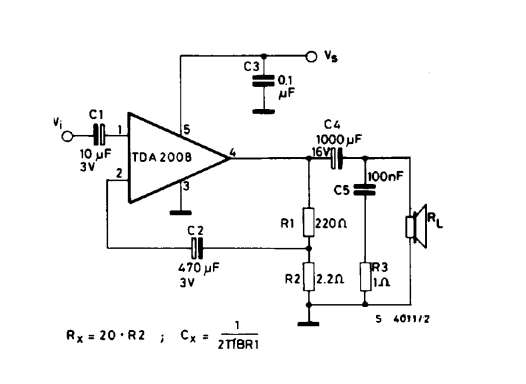 Vs
C3
0.1
µF
C4
1000 µF
16V
Vi
C1
10 µF
3V
1
2
5
4
3
TDA 2008
C5
100nF
R1
220Ω
RL
C2
470 µF
3V
R2
2.2Ω
R3
1Ω
S 4011/2
Rx = 20 · R2 ; Cx = 1 / 2πfBR1